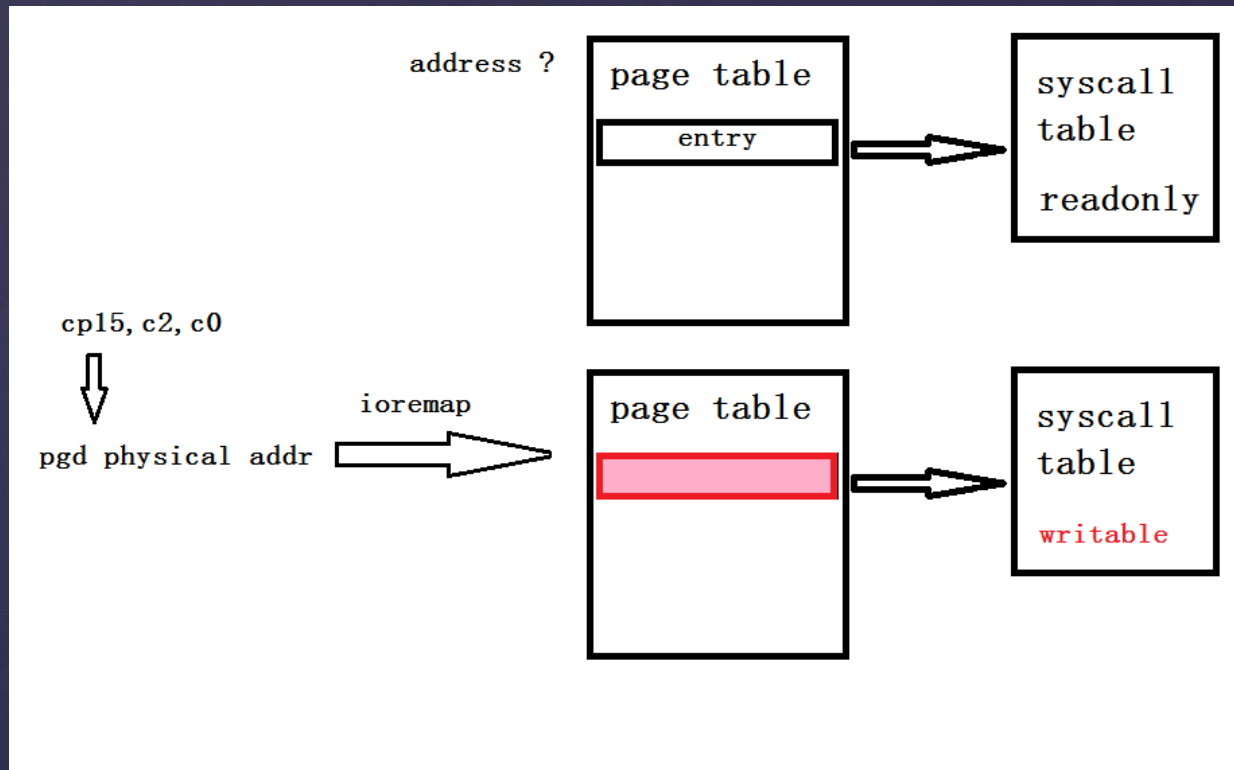 address ?
page table
entry
syscall
table
readonly
cp15,c2,c0
ioremap
pgd physical addr
page table
syscall
table
writable